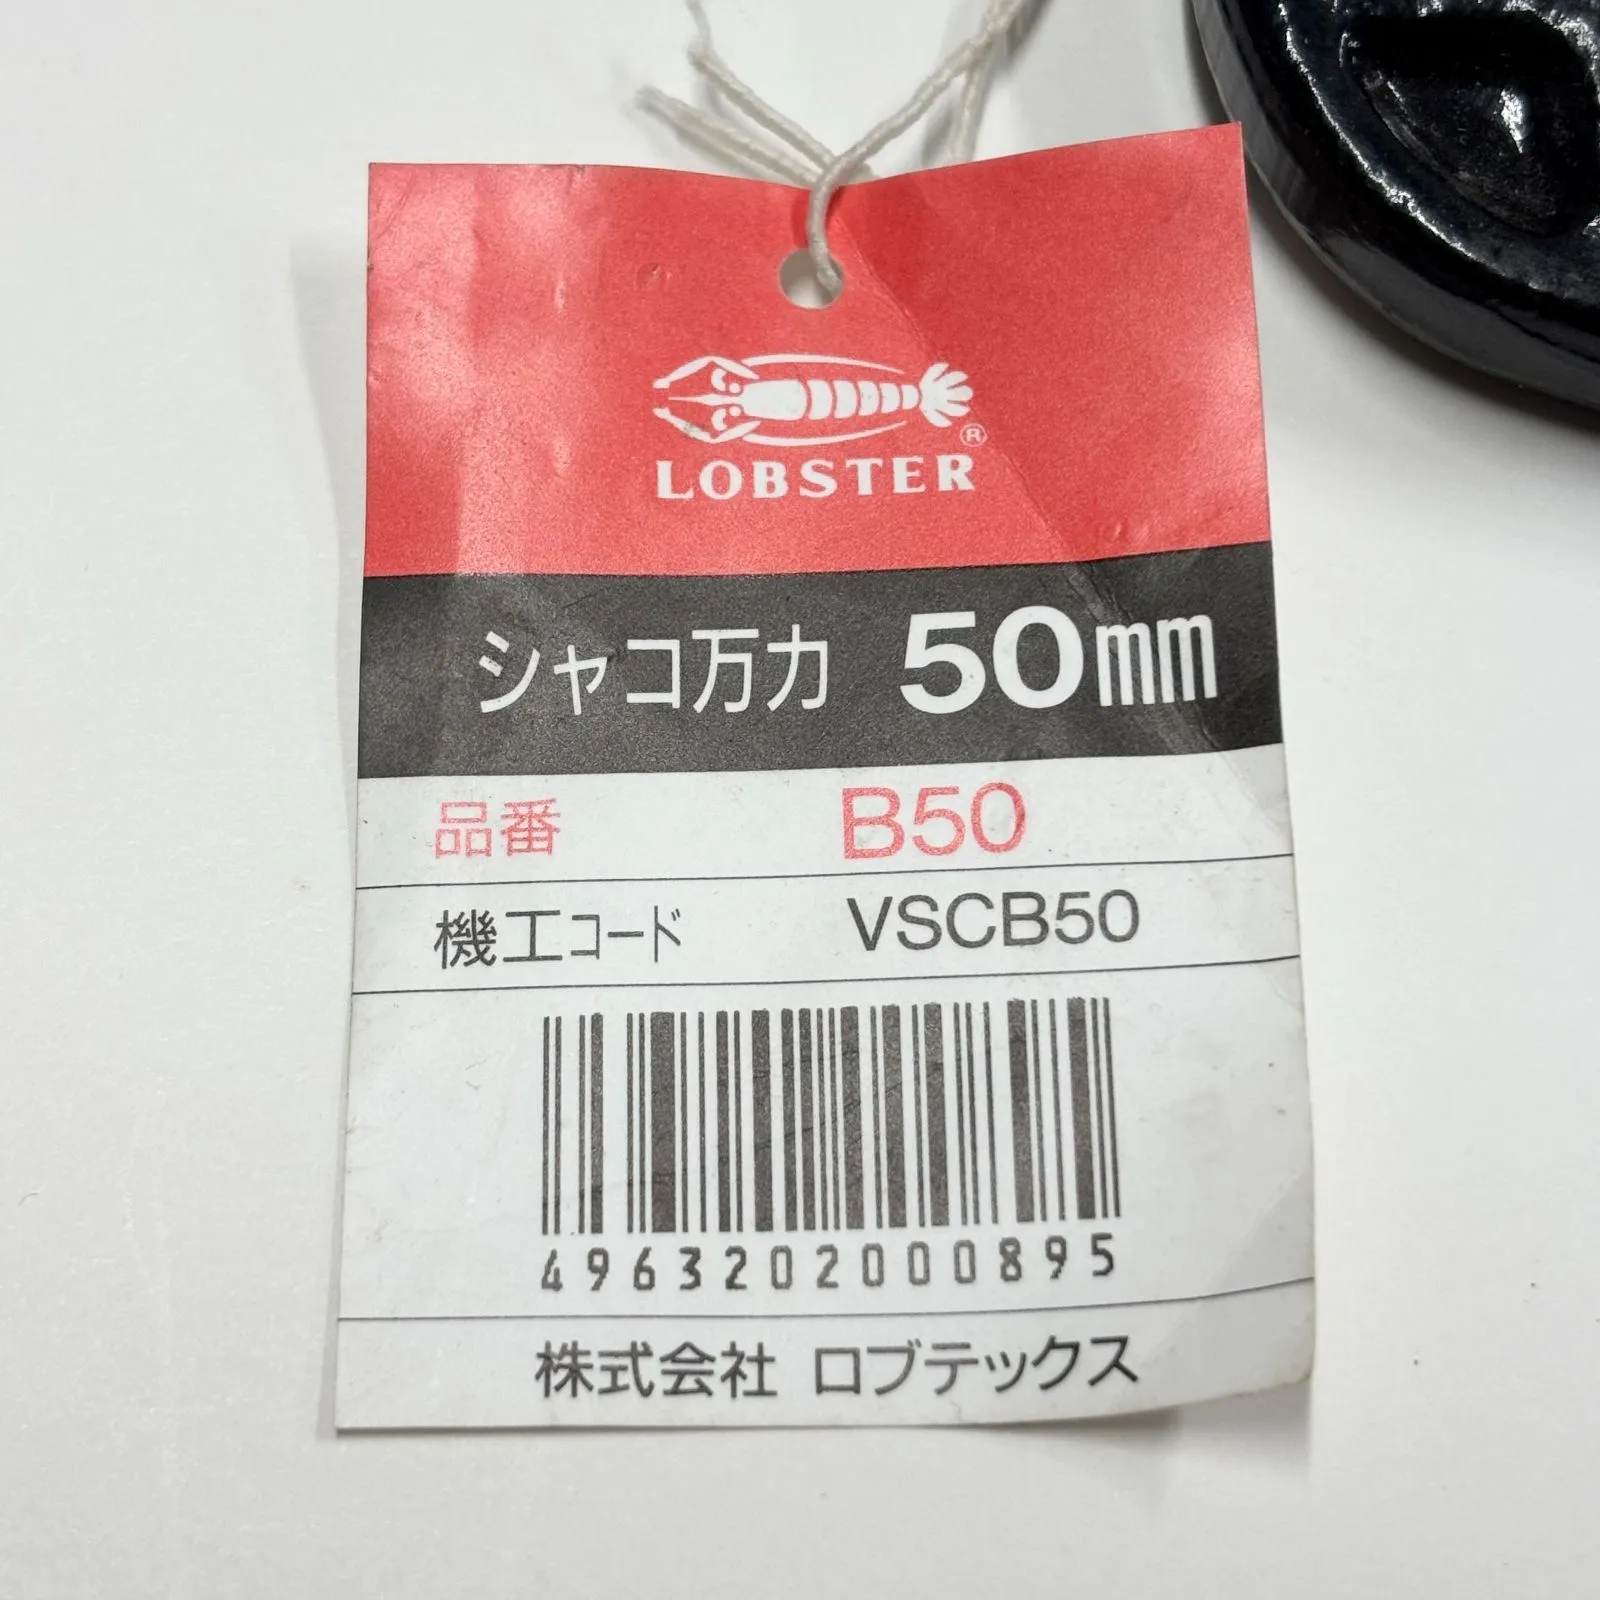 LOBSTER ®
シャコ万力 50mm
品番 B50
機工コード VSCB50
4963202000895
株式会社 ロブテックス